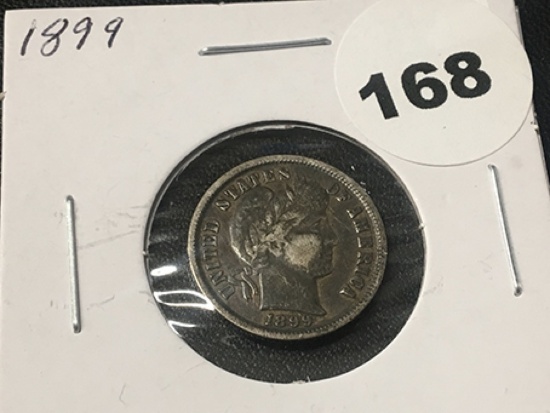 1899
168
UNITED STATES OF AMERICA
1899